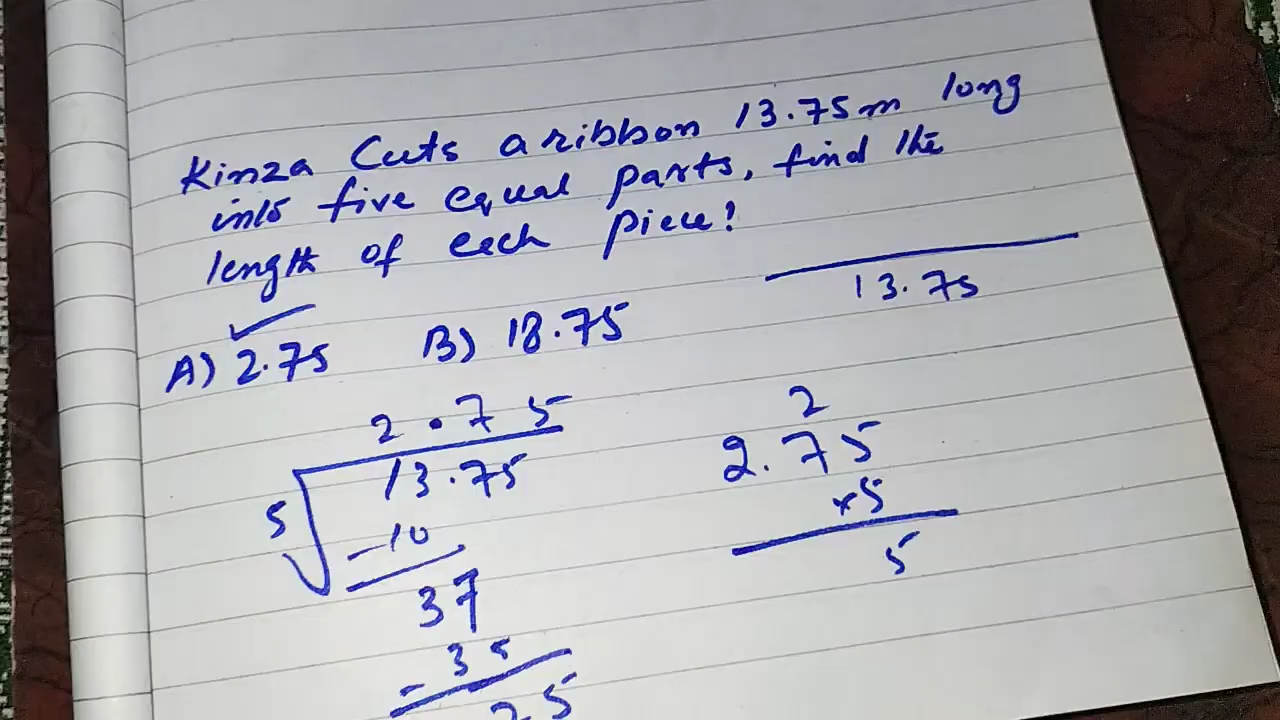 Kinza Cuts a ribbon 13.75m long
into five equal parts, find the
length of each piece?
13.75
A) 2.75 B) 18.75
2.75
5 13.75
-10
37
-35
25
2
2.75
×5
5